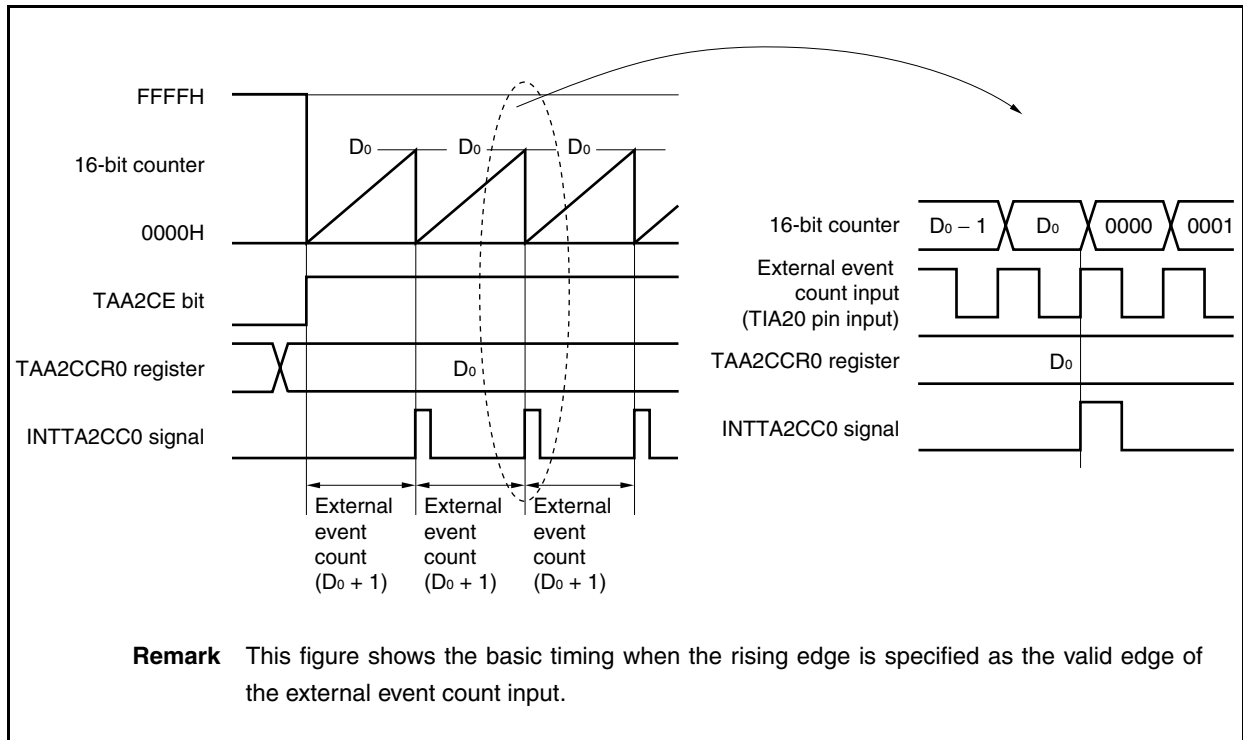 FFFFH
16-bit counter
0000H
D0
D0
D0
TAA2CE bit
TAA2CCR0 register
D0
INTTA2CC0 signal
External
event
count
(D0 + 1)
External
event
count
(D0 + 1)
External
event
count
(D0 + 1)
16-bit counter
D0 – 1
D0
0000
0001
External event
count input
(TIA20 pin input)
TAA2CCR0 register
D0
INTTA2CC0 signal
Remark This figure shows the basic timing when the rising edge is specified as the valid edge of
the external event count input.